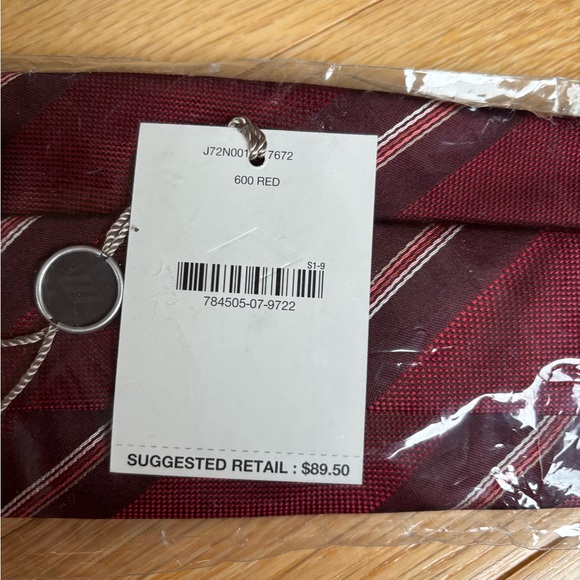 J72N001 7672
600 RED
S1-9
784505-07-9722
SUGGESTED RETAIL : $89.50